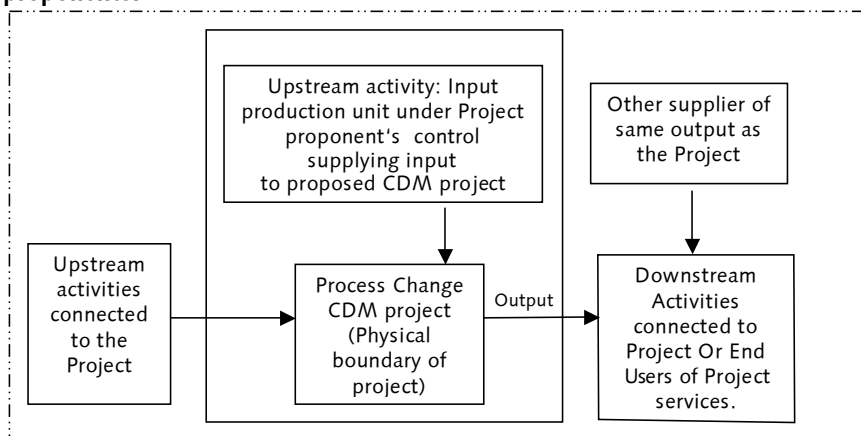 Upstream activity: Input
production unit under Project
proponent's control
supplying input
to proposed CDM project
Other supplier of
same output as
the Project
Upstream
activities
connected
to the
Project
Process Change
CDM project
(Physical
boundary of
project)
Output
Downstream
Activities
connected to
Project Or End
Users of Project
services.